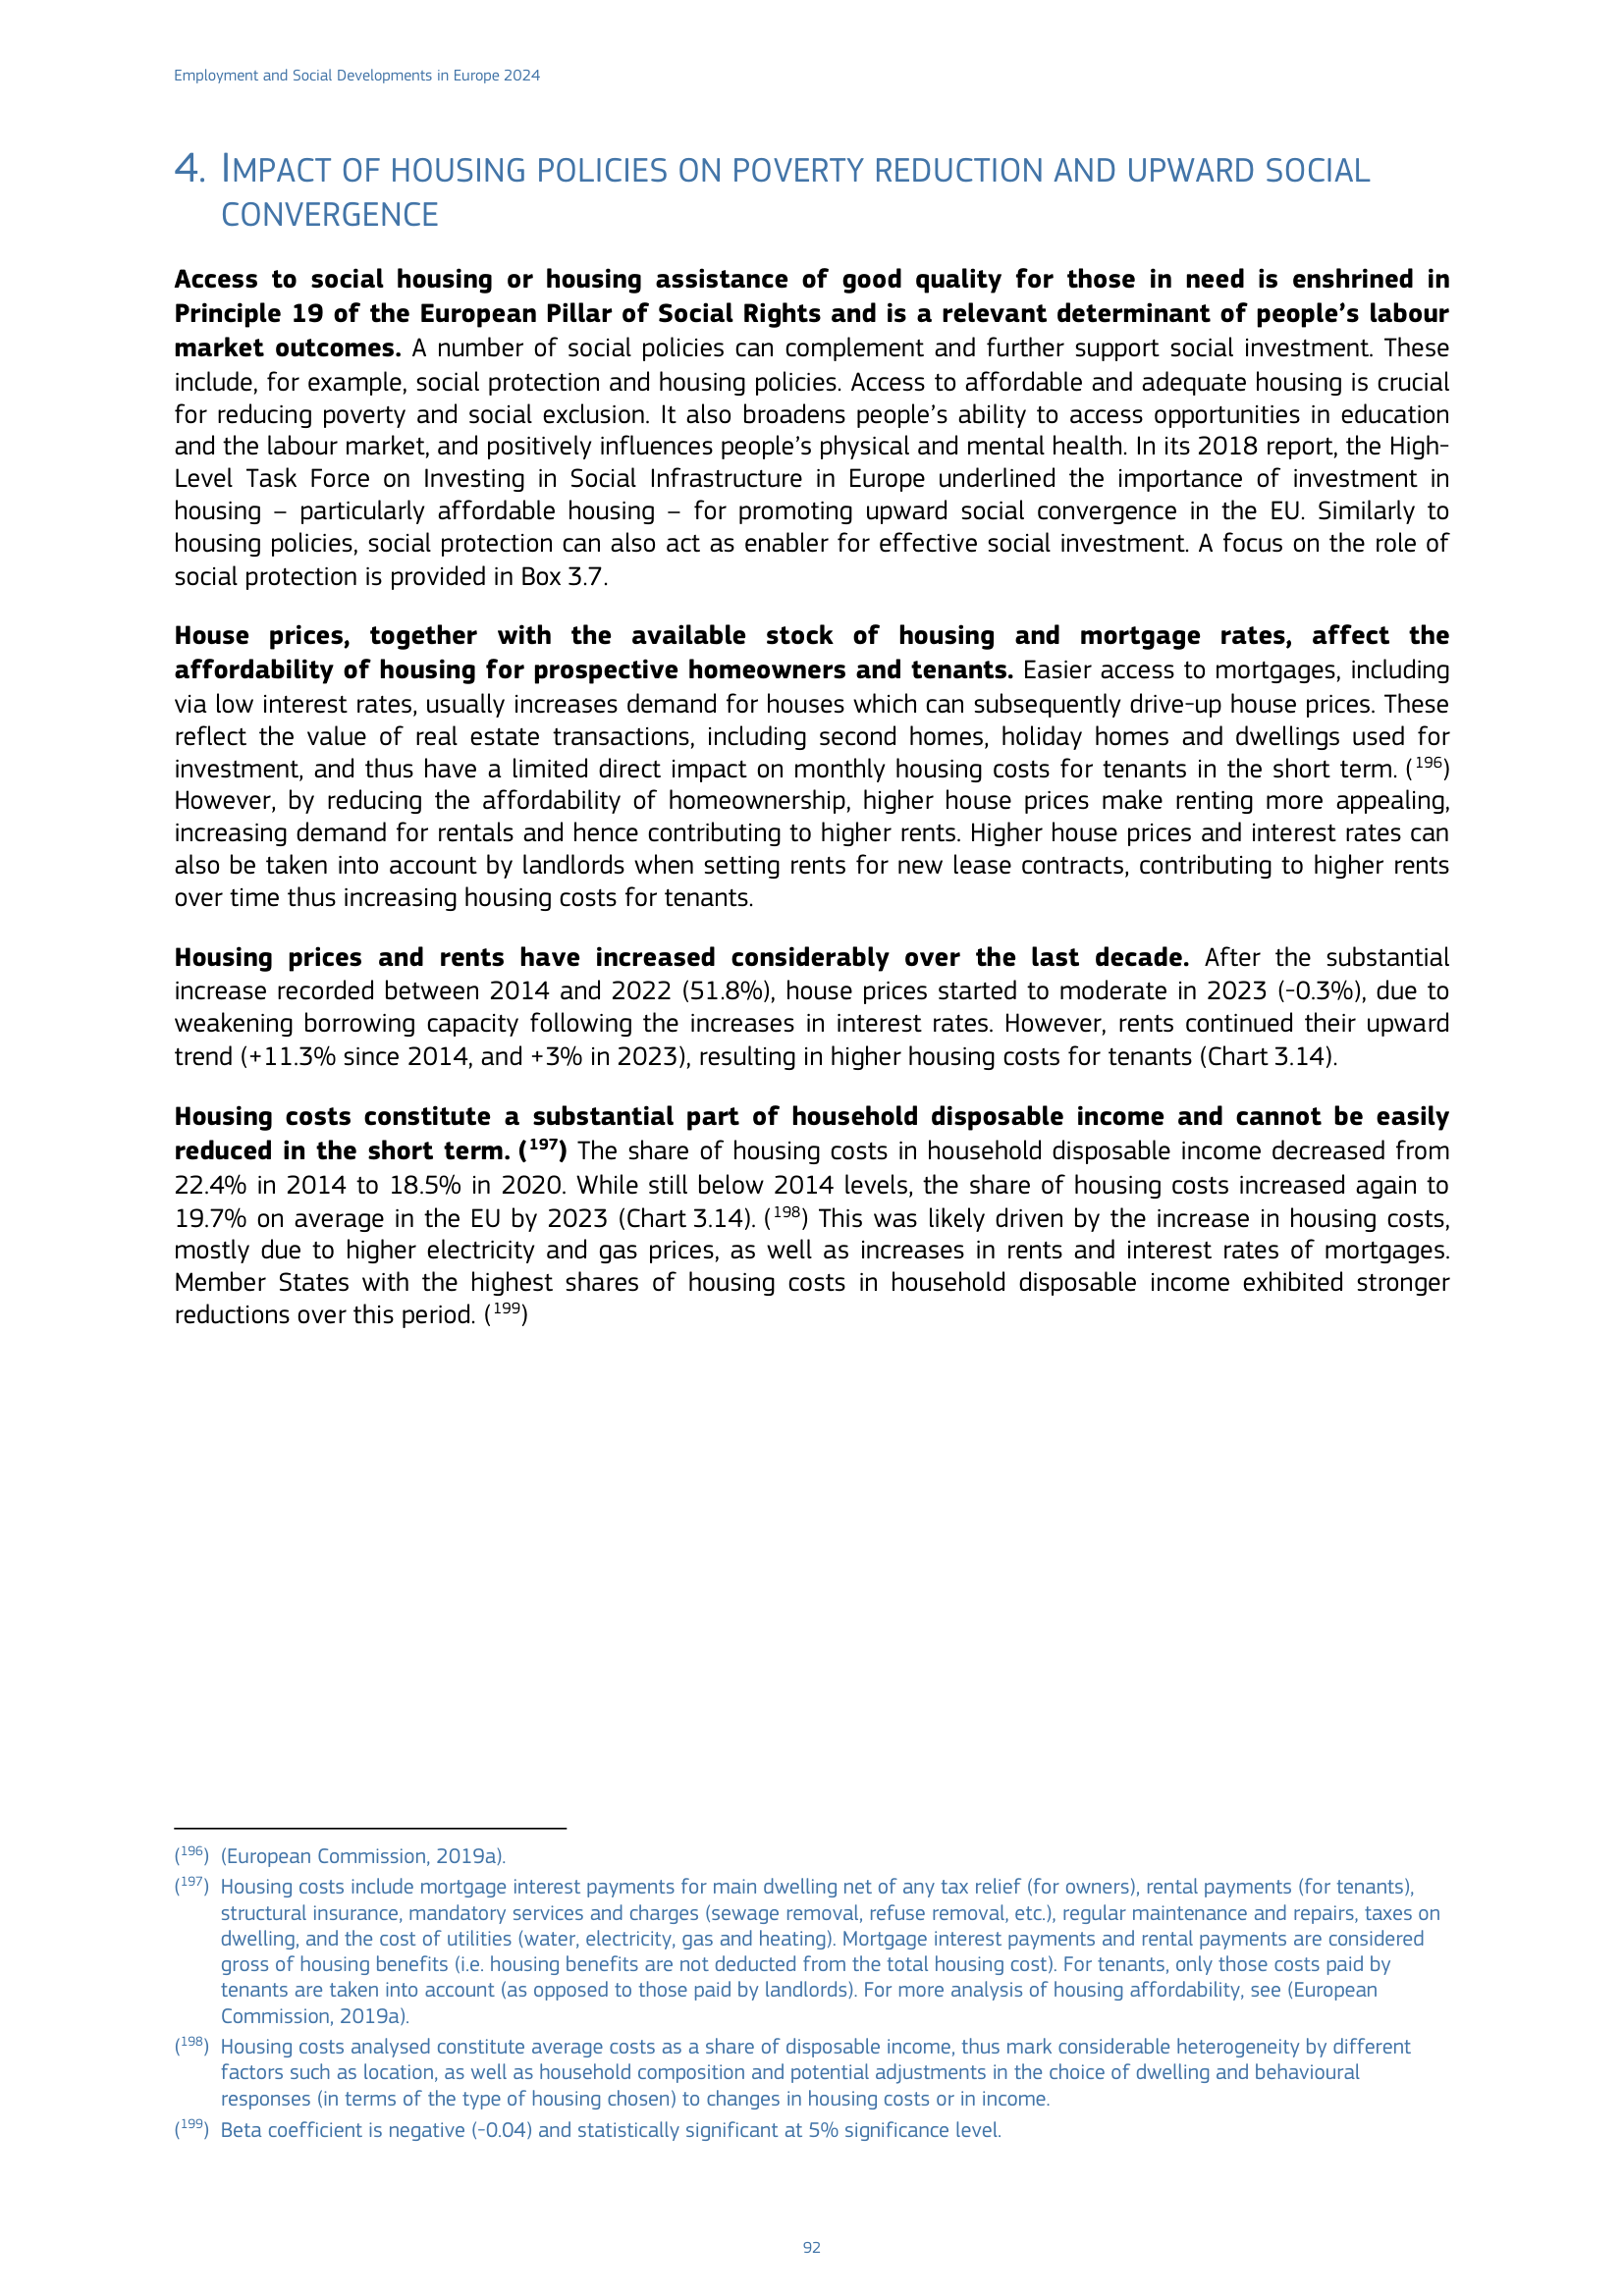 Employment and Social Developments in Europe 2024
4. IMPACT OF HOUSING POLICIES ON POVERTY REDUCTION AND UPWARD SOCIAL
CONVERGENCE
Access to social housing or housing assistance of good quality for those in need is enshrined in
Principle 19 of the European Pillar of Social Rights and is a relevant determinant of people’s labour
market outcomes. A number of social policies can complement and further support social investment. These
include, for example, social protection and housing policies. Access to affordable and adequate housing is crucial
for reducing poverty and social exclusion. It also broadens people’s ability to access opportunities in education
and the labour market, and positively influences people’s physical and mental health. In its 2018 report, the High-
Level Task Force on Investing in Social Infrastructure in Europe underlined the importance of investment in
housing – particularly affordable housing – for promoting upward social convergence in the EU. Similarly to
housing policies, social protection can also act as enabler for effective social investment. A focus on the role of
social protection is provided in Box 3.7.
House prices, together with the available stock of housing and mortgage rates, affect the
affordability of housing for prospective homeowners and tenants. Easier access to mortgages, including
via low interest rates, usually increases demand for houses which can subsequently drive-up house prices. These
reflect the value of real estate transactions, including second homes, holiday homes and dwellings used for
investment, and thus have a limited direct impact on monthly housing costs for tenants in the short term. (196)
However, by reducing the affordability of homeownership, higher house prices make renting more appealing,
increasing demand for rentals and hence contributing to higher rents. Higher house prices and interest rates can
also be taken into account by landlords when setting rents for new lease contracts, contributing to higher rents
over time thus increasing housing costs for tenants.
Housing prices and rents have increased considerably over the last decade. After the substantial
increase recorded between 2014 and 2022 (51.8%), house prices started to moderate in 2023 (-0.3%), due to
weakening borrowing capacity following the increases in interest rates. However, rents continued their upward
trend (+11.3% since 2014, and +3% in 2023), resulting in higher housing costs for tenants (Chart 3.14).
Housing costs constitute a substantial part of household disposable income and cannot be easily
reduced in the short term. (197) The share of housing costs in household disposable income decreased from
22.4% in 2014 to 18.5% in 2020. While still below 2014 levels, the share of housing costs increased again to
19.7% on average in the EU by 2023 (Chart 3.14). (198) This was likely driven by the increase in housing costs,
mostly due to higher electricity and gas prices, as well as increases in rents and interest rates of mortgages.
Member States with the highest shares of housing costs in household disposable income exhibited stronger
reductions over this period. (199)
(196) (European Commission, 2019a).
(197) Housing costs include mortgage interest payments for main dwelling net of any tax relief (for owners), rental payments (for tenants),
structural insurance, mandatory services and charges (sewage removal, refuse removal, etc.), regular maintenance and repairs, taxes on
dwelling, and the cost of utilities (water, electricity, gas and heating). Mortgage interest payments and rental payments are considered
gross of housing benefits (i.e. housing benefits are not deducted from the total housing cost). For tenants, only those costs paid by
tenants are taken into account (as opposed to those paid by landlords). For more analysis of housing affordability, see (European
Commission, 2019a).
(198) Housing costs analysed constitute average costs as a share of disposable income, thus mark considerable heterogeneity by different
factors such as location, as well as household composition and potential adjustments in the choice of dwelling and behavioural
responses (in terms of the type of housing chosen) to changes in housing costs or in income.
(199) Beta coefficient is negative (-0.04) and statistically significant at 5% significance level.
92